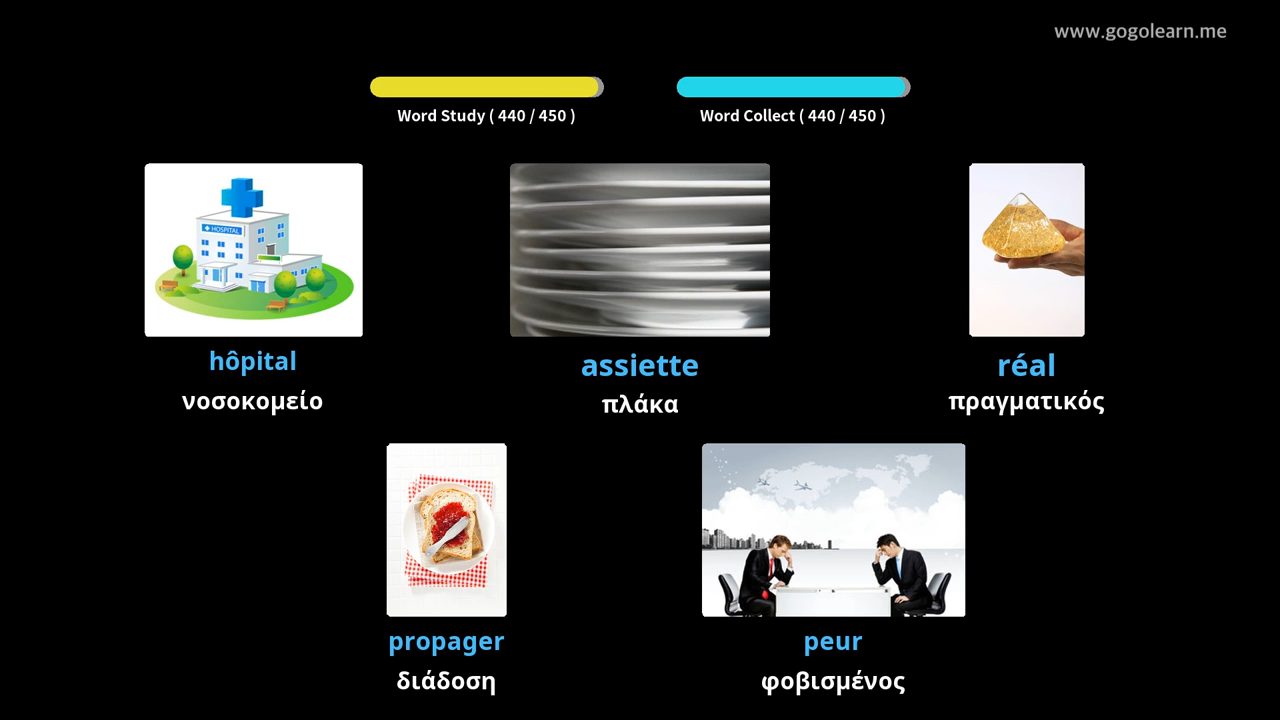 www.gogolearn.me
Word Study ( 440 / 450 )
Word Collect ( 440 / 450 )
HOSPITAL
hôpital
νοσοκομείο
assiette
πλάκα
réal
πραγματικός
propager
διάδοση
peur
φοβισμένος